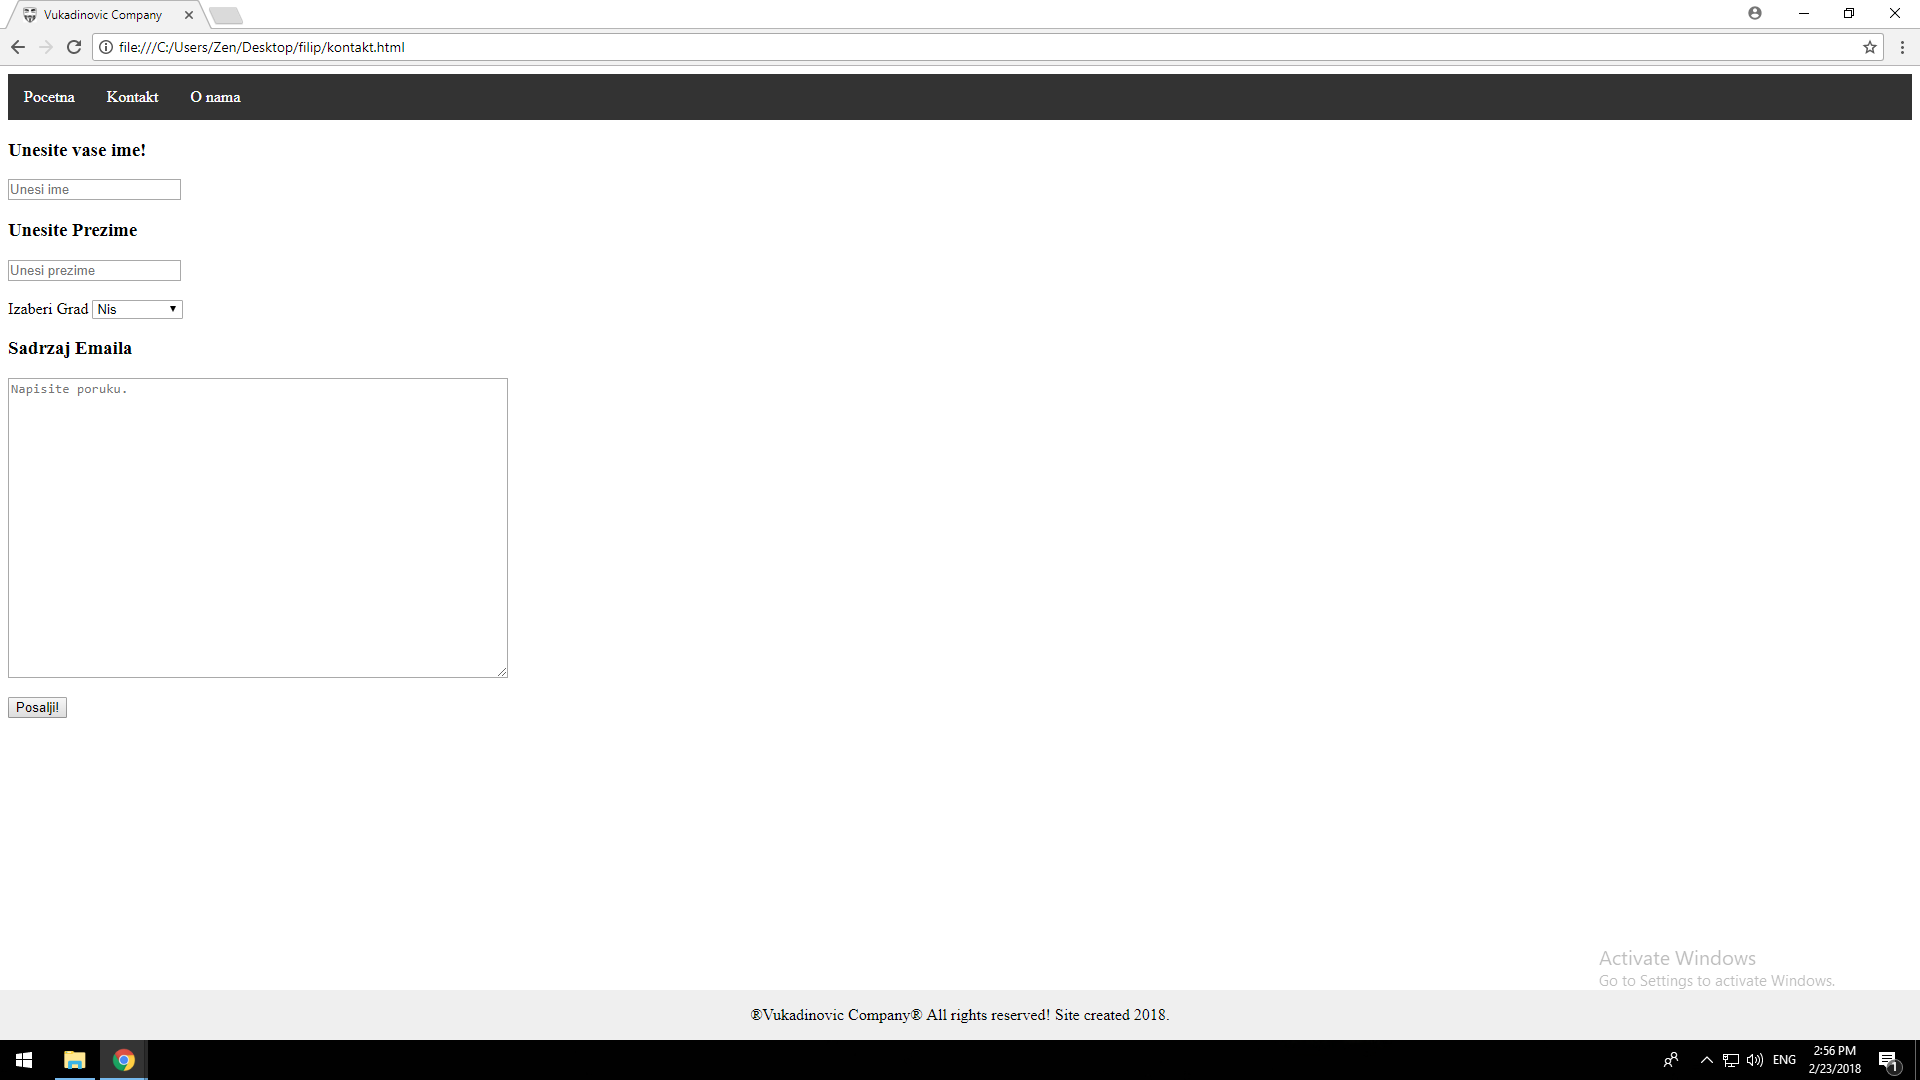 Vukadinovic Company
file:///C:/Users/Zen/Desktop/filip/kontakt.html
Pocetna Kontakt O nama
Unesite vase ime!
Unesi ime
Unesite Prezime
Unesi prezime
Izaberi Grad Nis
Sadrzaj Emaila
Napisite poruku.
Posalji!
Activate Windows
Go to Settings to activate Windows.
®Vukadinovic Company® All rights reserved! Site created 2018.
ENG
2:56 PM
2/23/2018
1